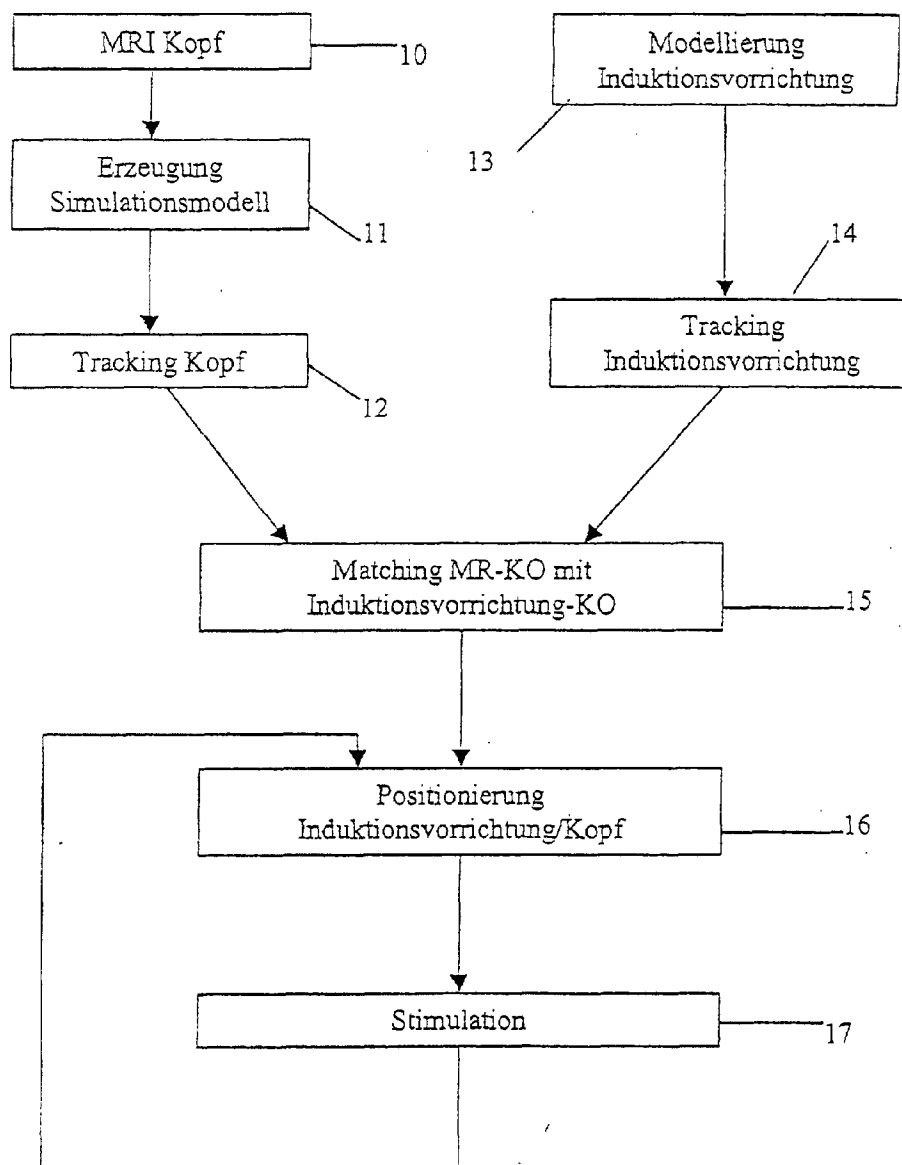 MRI Kopf
10
Modellierung
Induktionsvorrichtung
13
Erzeugung
Simulationsmodell
11
14
Tracking Kopf
12
Tracking
Induktionsvorrichtung
Matching MR-KO mit
Induktionsvorrichtung-KO
15
Positionierung
Induktionsvorrichtung/Kopf
16
Stimulation
17